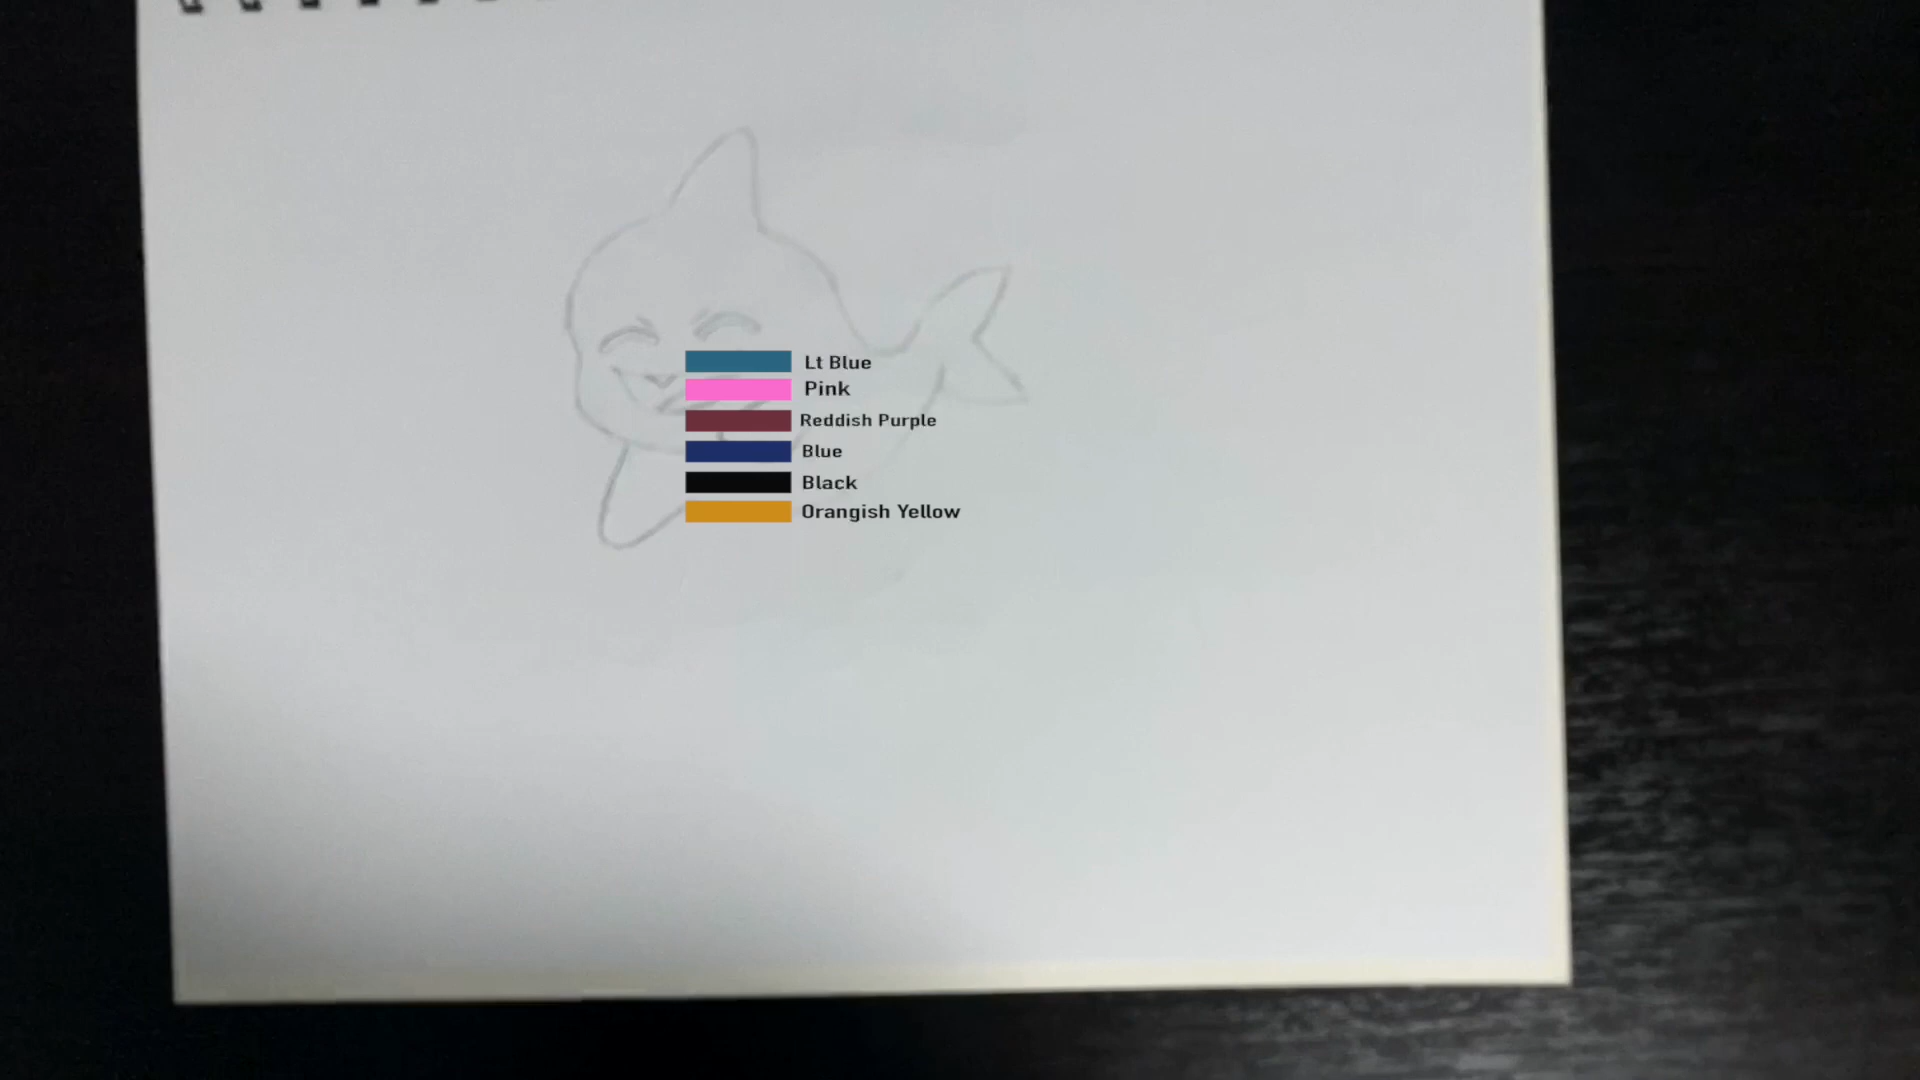 Lt Blue
Pink
Reddish Purple
Blue
Black
Orangish Yellow